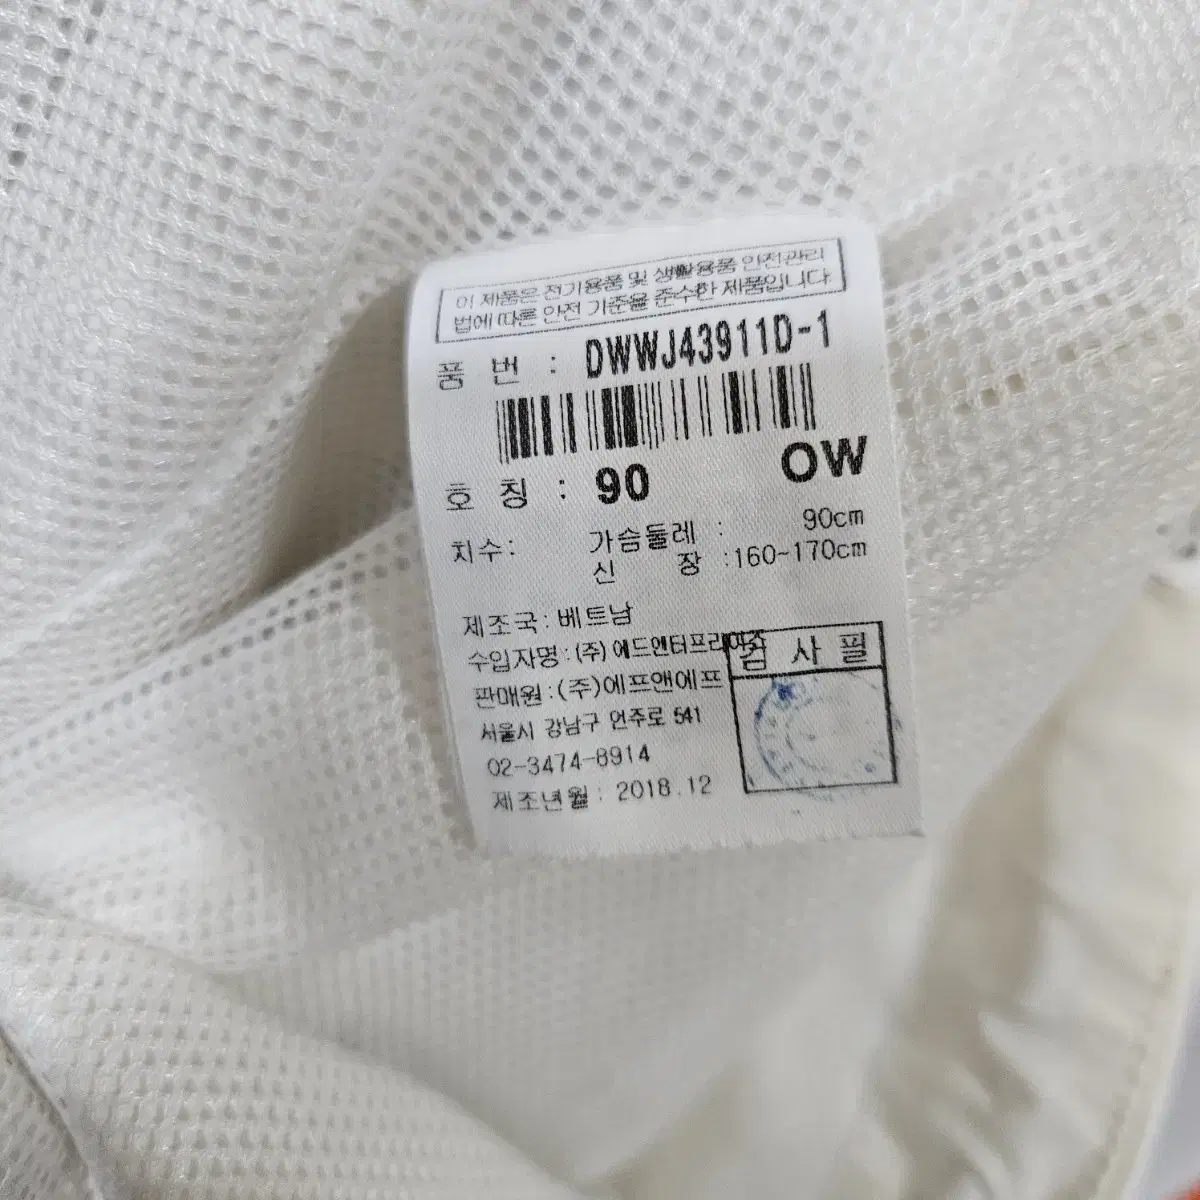 이 제품은 전기용품 및 생활용품 안전관리
법에 따른 안전 기준을 준수한 제품입니다
품 번 : DWWJ43911D-1
호 칭 : 90 OW
치수: 가슴둘레 : 90cm
신 장 :160~170cm
제조국: 베트남
수입자명:(주)에드엔터프라이즈
검 사 필
판매원:(주)에프앤에프
서울시 강남구 언주로 541
02-3474-8914
제조년월: 2018.12